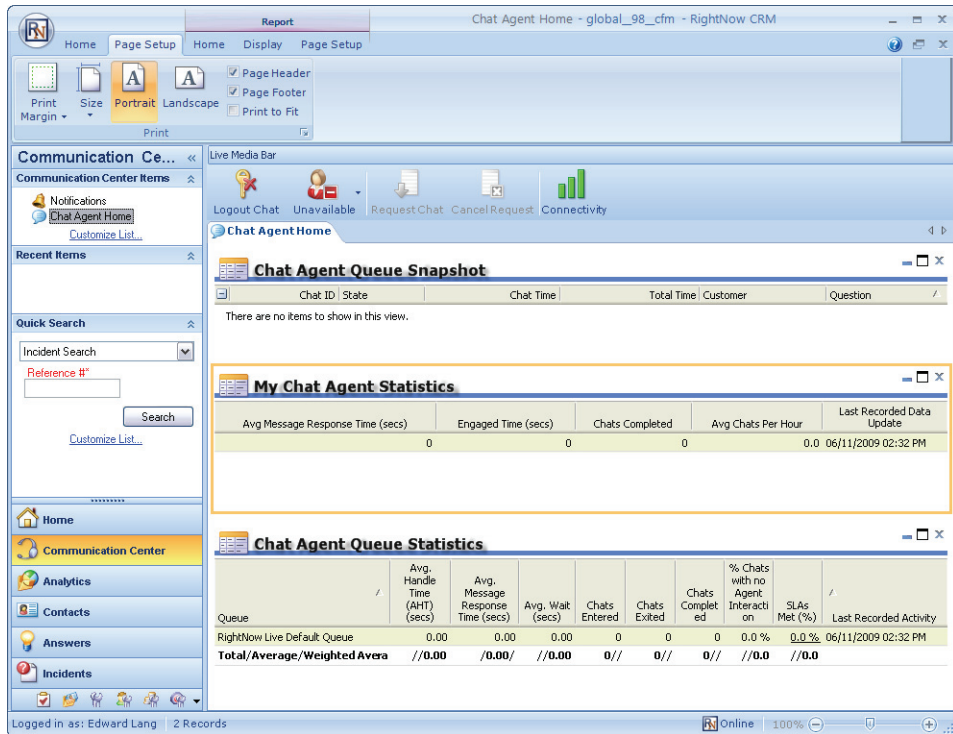 Report
Chat Agent Home - global__98_cfm - RightNow CRM
Home Page Setup Home Display Page Setup
Print Margin
Size
Portrait
Landscape
Page Header
Page Footer
Print to Fit
Print
Communication Ce...
Communication Center Items
Notifications
Chat Agent Home
Customize List...
Recent Items
Quick Search
Incident Search
Reference #*
Search
Customize List...
Home
Communication Center
Analytics
Contacts
Answers
Incidents
Live Media Bar
Logout Chat Unavailable Request Chat Cancel Request Connectivity
Chat Agent Home
Chat Agent Queue Snapshot
Chat ID State Chat Time Total Time Customer Question
There are no items to show in this view.
My Chat Agent Statistics
Avg Message Response Time (secs) Engaged Time (secs) Chats Completed Avg Chats Per Hour Last Recorded Data Update
0 0 0 0.0 06/11/2009 02:32 PM
Chat Agent Queue Statistics
Queue
Avg. Handle Time (AHT) (secs)
Avg. Message Response Time (secs)
Avg. Wait (secs)
Chats Entered
Chats Exited
Chats Complet ed
% Chats with no Agent Interacti on
SLAs Met (%)
Last Recorded Activity
RightNow Live Default Queue 0.00 0.00 0.00 0 0 0 0.0 % 0.0 % 06/11/2009 02:32 PM
Total/Average/Weighted Avera //0.00 /0.00/ //0.00 0// 0// 0// //0.0 //0.0
Logged in as: Edward Lang 2 Records Online 100%